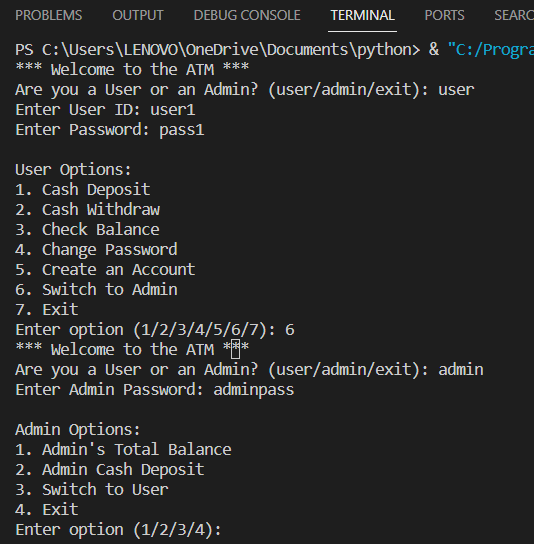 PROBLEMS OUTPUT DEBUG CONSOLE TERMINAL PORTS
PS C:\Users\LENOVO\OneDrive\Documents\python> & "C:/Progra
*** Welcome to the ATM ***
Are you a User or an Admin? (user/admin/exit): user
Enter User ID: user1
Enter Password: pass1

User Options:
1. Cash Deposit
2. Cash Withdraw
3. Check Balance
4. Change Password
5. Create an Account
6. Switch to Admin
7. Exit
Enter option (1/2/3/4/5/6/7): 6
*** Welcome to the ATM ***
Are you a User or an Admin? (user/admin/exit): admin
Enter Admin Password: adminpass

Admin Options:
1. Admin's Total Balance
2. Admin Cash Deposit
3. Switch to User
4. Exit
Enter option (1/2/3/4):